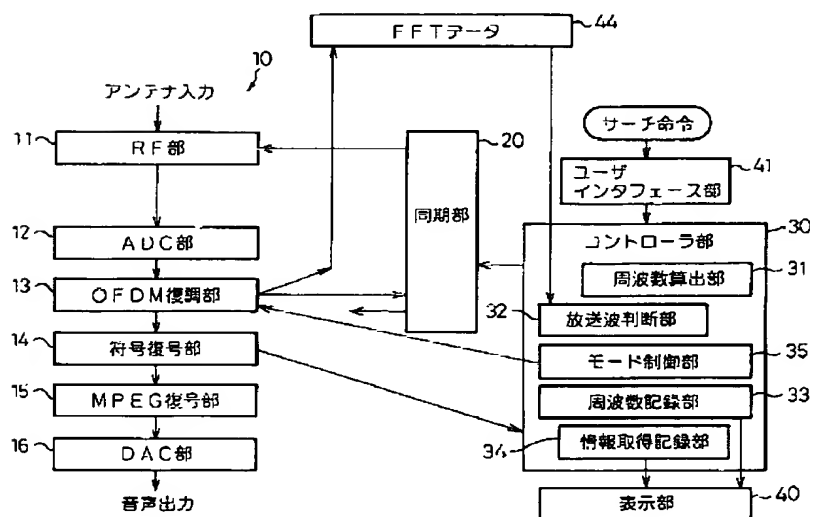 FFTデータ
44
10
アンテナ入力
11
RF部
20
同期部
サーチ命令
ユーザ
インタフェース部
41
12
ADC部
13
OFDM復調部
14
符号復号部
15
MPEG復号部
16
DAC部
音声出力
コントローラ部
30
周波数算出部
31
32
放送波判断部
モード制御部
35
周波数記録部
33
34
情報取得記録部
表示部
40